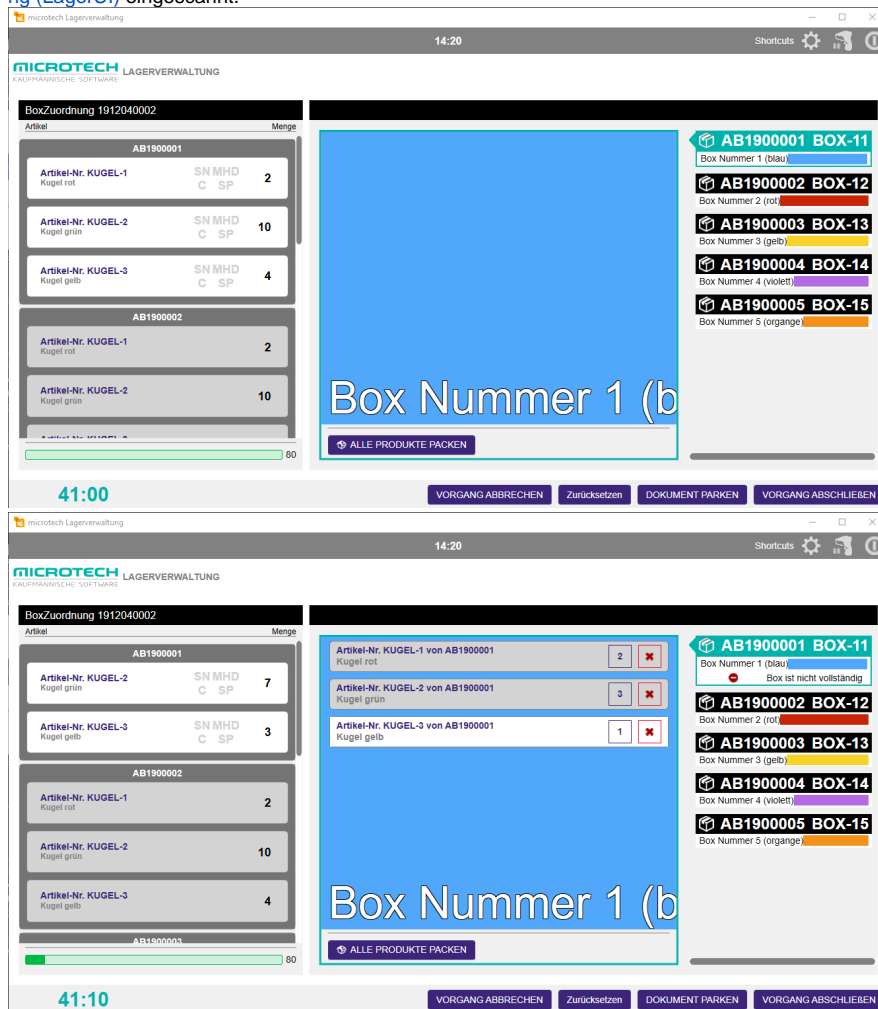 ng (LagerUI) eingescannt.
microtech Lagerverwaltung
14:20
Shortcuts
MICROTECH LAGERVERWALTUNG
KAUFMÄNNISCHE SOFTWARE
BoxZuordnung 1912040002
Artikel Menge
AB1900001
Artikel-Nr. KUGEL-1 SN MHD 2
Kugel rot C SP
Artikel-Nr. KUGEL-2 SN MHD 10
Kugel grün C SP
Artikel-Nr. KUGEL-3 SN MHD 4
Kugel gelb C SP
AB1900002
Artikel-Nr. KUGEL-1 2
Kugel rot
Artikel-Nr. KUGEL-2 10
Kugel grün
80
Box Nummer 1 (b
ALLE PRODUKTE PACKEN
AB1900001 BOX-11
Box Nummer 1 (blau)
AB1900002 BOX-12
Box Nummer 2 (rot)
AB1900003 BOX-13
Box Nummer 3 (gelb)
AB1900004 BOX-14
Box Nummer 4 (violett)
AB1900005 BOX-15
Box Nummer 5 (organge)
41:00
VORGANG ABBRECHEN Zurücksetzen DOKUMENT PARKEN VORGANG ABSCHLIEßEN
microtech Lagerverwaltung
14:20
Shortcuts
MICROTECH LAGERVERWALTUNG
KAUFMÄNNISCHE SOFTWARE
BoxZuordnung 1912040002
Artikel Menge
AB1900001
Artikel-Nr. KUGEL-2 SN MHD 7
Kugel grün C SP
Artikel-Nr. KUGEL-3 SN MHD 3
Kugel gelb C SP
AB1900002
Artikel-Nr. KUGEL-1 2
Kugel rot
Artikel-Nr. KUGEL-2 10
Kugel grün
Artikel-Nr. KUGEL-3 4
Kugel gelb
AB1900003
80
Artikel-Nr. KUGEL-1 von AB1900001 2
Kugel rot
Artikel-Nr. KUGEL-2 von AB1900001 3
Kugel grün
Artikel-Nr. KUGEL-3 von AB1900001 1
Kugel gelb
Box Nummer 1 (b
ALLE PRODUKTE PACKEN
AB1900001 BOX-11
Box Nummer 1 (blau)
Box ist nicht vollständig
AB1900002 BOX-12
Box Nummer 2 (rot)
AB1900003 BOX-13
Box Nummer 3 (gelb)
AB1900004 BOX-14
Box Nummer 4 (violett)
AB1900005 BOX-15
Box Nummer 5 (organge)
41:10
VORGANG ABBRECHEN Zurücksetzen DOKUMENT PARKEN VORGANG ABSCHLIEßEN